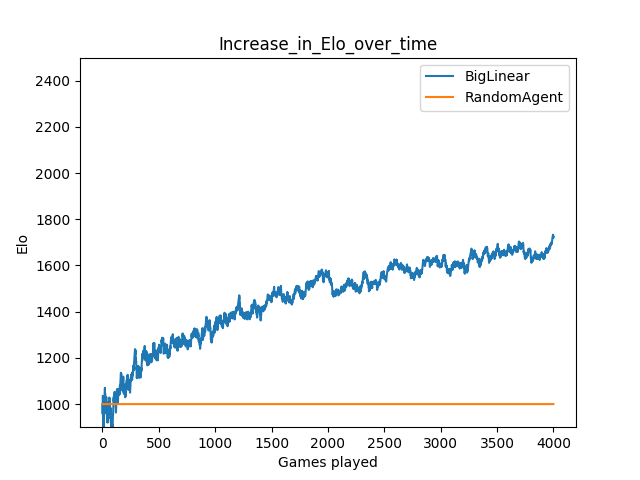 Increase_in_Elo_over_time
BigLinear
RandomAgent
2400
2200
2000
1800
1600
1400
1200
1000
Elo
0 500 1000 1500 2000 2500 3000 3500 4000
Games played